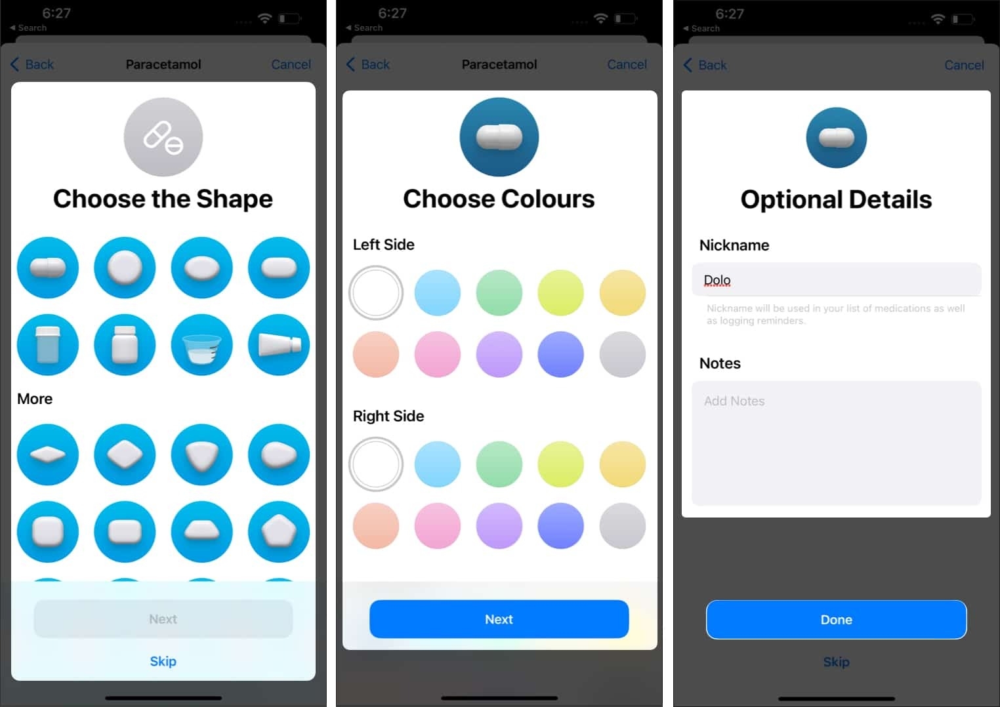 6:27
Search
Back
Paracetamol
Cancel
Choose the Shape
More
Next
Skip
6:27
Search
Back
Paracetamol
Cancel
Choose Colours
Left Side
Right Side
Next
6:27
Search
Back
Cancel
Optional Details
Nickname
Dolo
Nickname will be used in your list of medications as well
as logging reminders.
Notes
Add Notes
Done
Skip